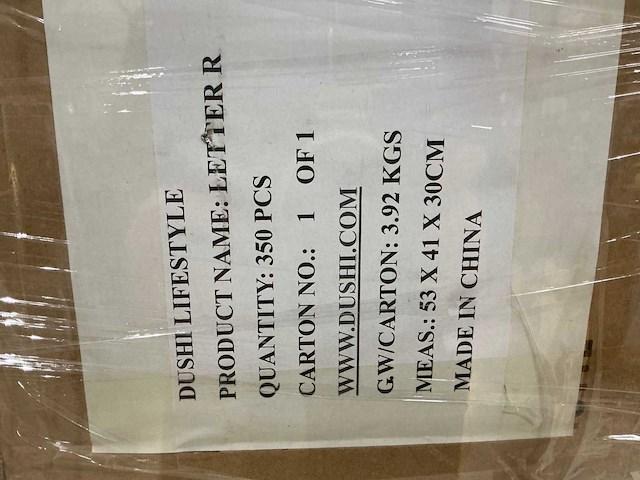 DUSHI LIFESTYLE
PRODUCT NAME: LETTER R
QUANTITY: 350 PCS
CARTON NO.: 1 OF 1
WWW.DUSHI.COM
G.W/CARTON: 3.92 KGS
MEAS.: 53 X 41 X 30CM
MADE IN CHINA